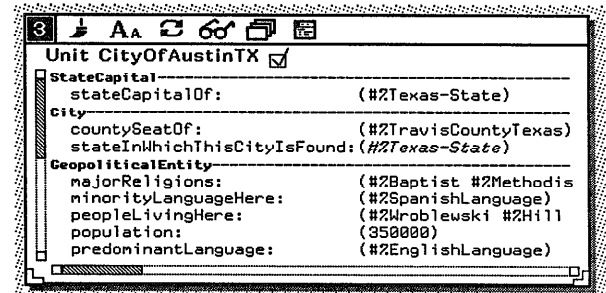 3 AA
Unit CityOfAustinTX
StateCapital
stateCapitalOf: (#%Texas-State)
City
countySeatOf: (#%TravisCountyTexas)
stateInWhichThisCityIsFound: (#%Texas-State)
GeopoliticalEntity
majorReligions: (#%Baptist #%Methodis
minorityLanguageHere: (#%SpanishLanguage)
peopleLivingHere: (#%Wroblewski #%Hill
population: (350000)
predominantLanguage: (#%EnglishLanguage)